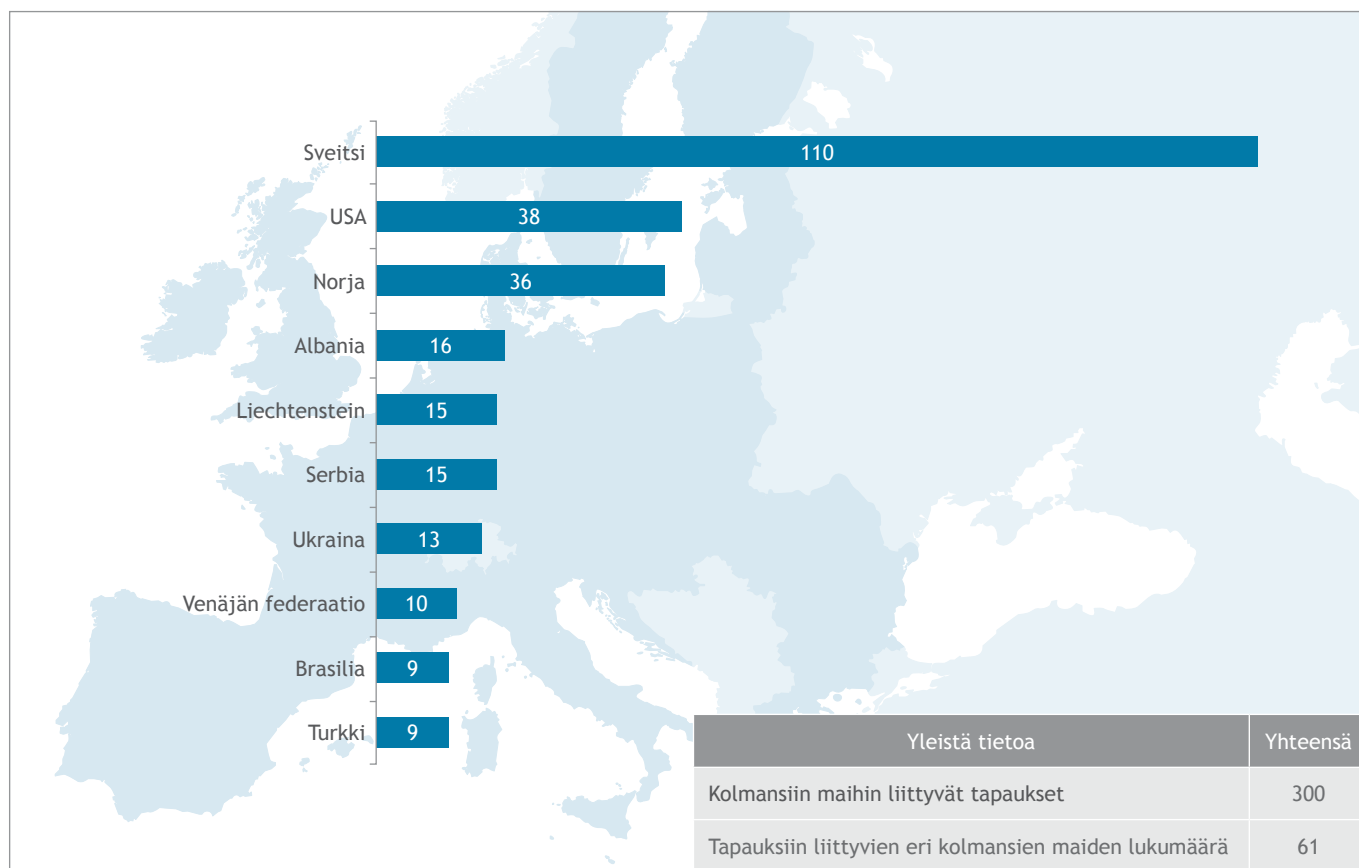 Sveitsi 110
USA 38
Norja 36
Albania 16
Liechtenstein 15
Serbia 15
Ukraina 13
Venäjän federaatio 10
Brasilia 9
Turkki 9
Yleistä tietoa Yhteensä
Kolmansiin maihin liittyvät tapaukset 300
Tapauksiin liittyvien eri kolmansien maiden lukumäärä 61